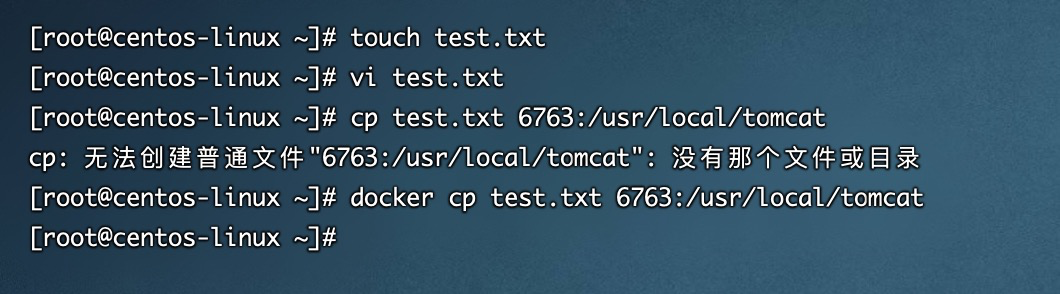 [root@centos-linux ~]# touch test.txt
[root@centos-linux ~]# vi test.txt
[root@centos-linux ~]# cp test.txt 6763:/usr/local/tomcat
cp: 无法创建普通文件"6763:/usr/local/tomcat": 没有那个文件或目录
[root@centos-linux ~]# docker cp test.txt 6763:/usr/local/tomcat
[root@centos-linux ~]#